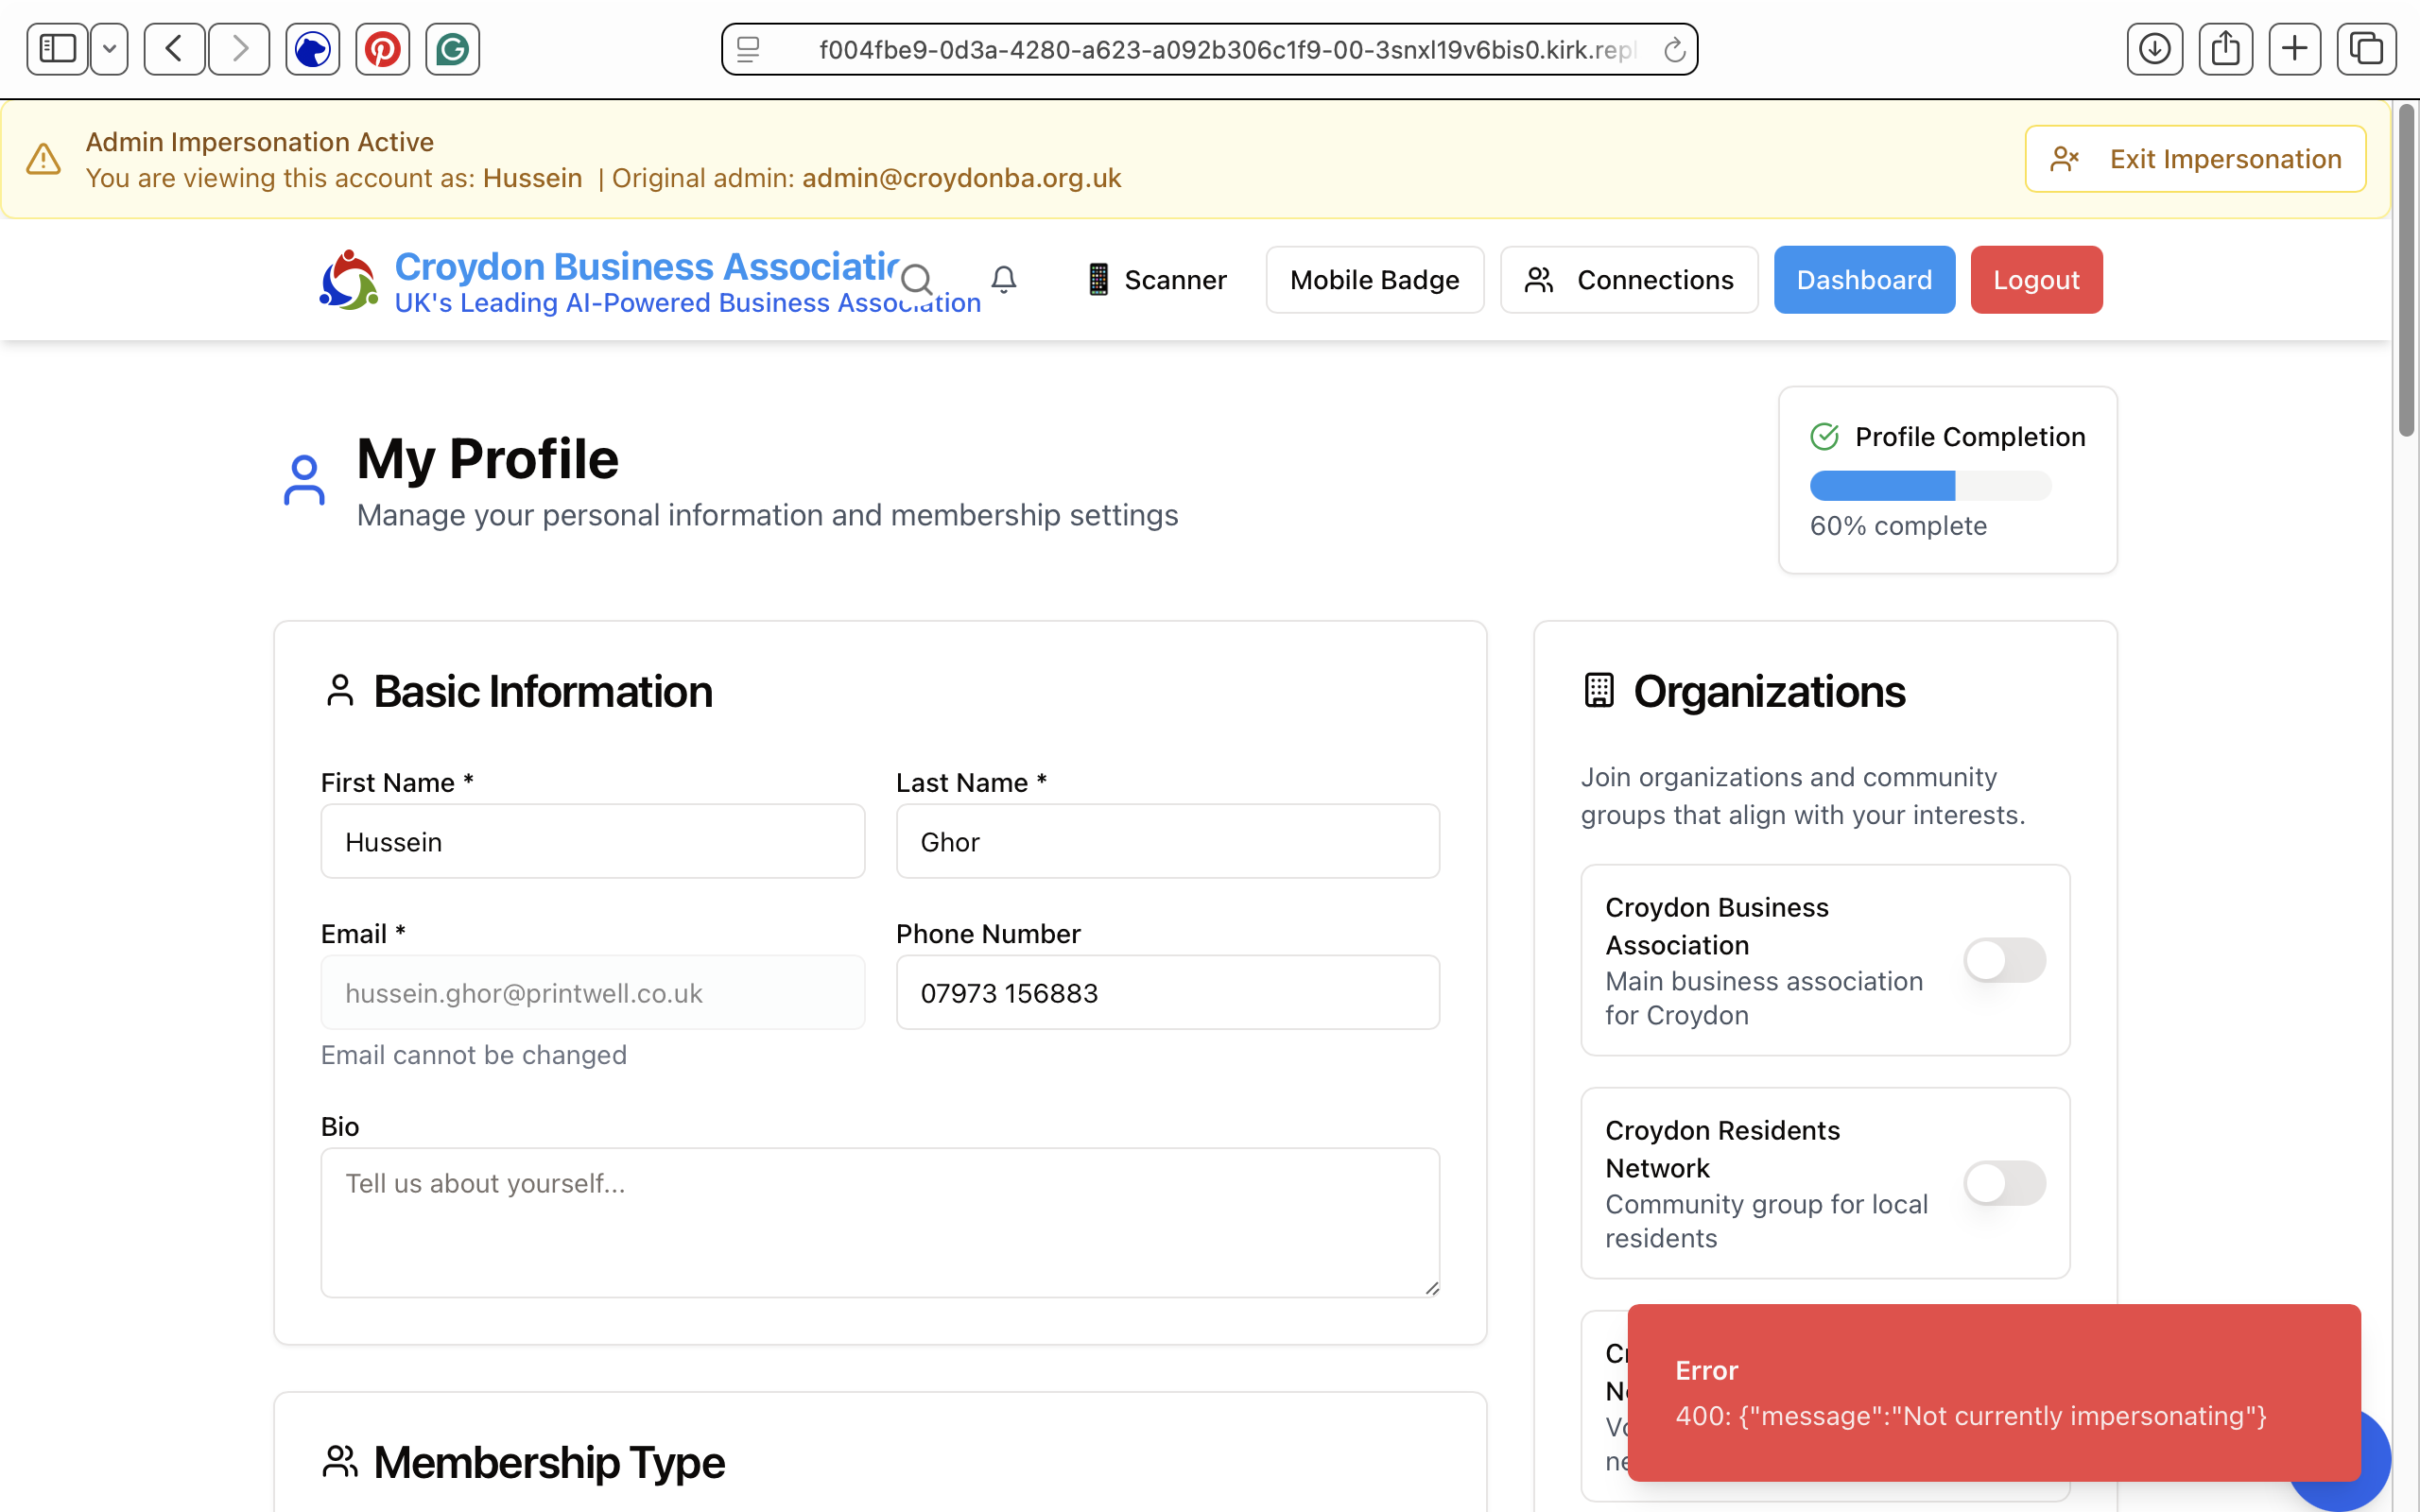 f004fbe9-0d3a-4280-a623-a092b306c1f9-00-3snxl19v6bis0.kirk.repl
Admin Impersonation Active
You are viewing this account as: Hussein | Original admin: admin@croydonba.org.uk
Exit Impersonation
Croydon Business Associatio
UK's Leading AI-Powered Business Association
📱 Scanner
Mobile Badge
Connections
Dashboard
Logout
My Profile
Manage your personal information and membership settings
Profile Completion
60% complete
Basic Information
First Name *
Last Name *
Hussein
Ghor
Email *
Phone Number
hussein.ghor@printwell.co.uk
07973 156883
Email cannot be changed
Bio
Tell us about yourself...
Membership Type
Organizations
Join organizations and community
groups that align with your interests.
Croydon Business
Association
Main business association
for Croydon
Croydon Residents
Network
Community group for local
residents
Error
400: {"message":"Not currently impersonating"}